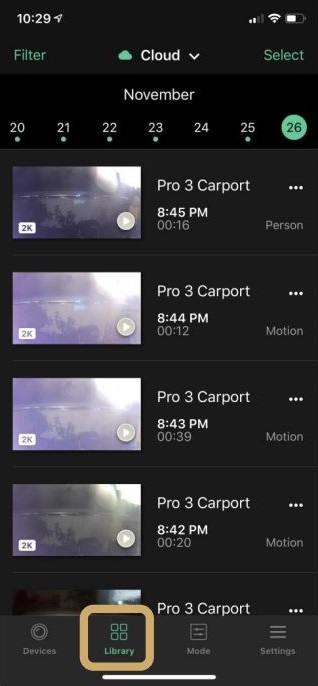 10:29
Filter
Cloud
Select
November
20 21 22 23 24 25 26
Pro 3 Carport
8:45 PM
00:16 Person
2K
Pro 3 Carport
8:44 PM
00:12 Motion
2K
Pro 3 Carport
8:43 PM
00:39 Motion
2K
Pro 3 Carport
8:42 PM
00:20 Motion
2K
Pro 3 Carport
Devices Library Mode Settings